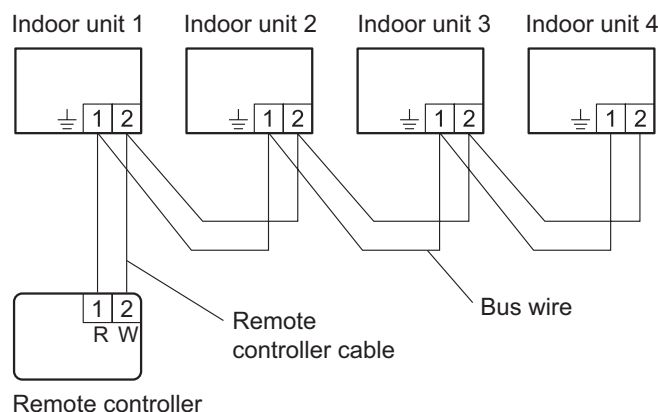 Indoor unit 1 Indoor unit 2 Indoor unit 3 Indoor unit 4
1 2 1 2 1 2 1 2
1 2
R W
Remote
controller cable
Bus wire
Remote controller